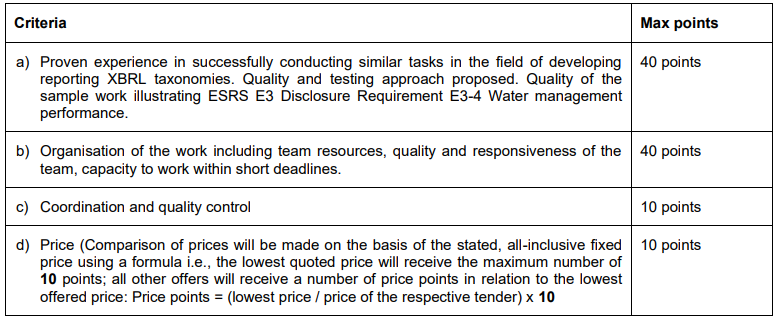 Criteria
Max points
a) Proven experience in successfully conducting similar tasks in the field of developing
reporting XBRL taxonomies. Quality and testing approach proposed. Quality of the
sample work illustrating ESRS E3 Disclosure Requirement E3-4 Water management
performance.
40 points
b) Organisation of the work including team resources, quality and responsiveness of the
team, capacity to work within short deadlines.
40 points
c) Coordination and quality control
10 points
d) Price (Comparison of prices will be made on the basis of the stated, all-inclusive fixed
price using a formula i.e., the lowest quoted price will receive the maximum number of
10 points; all other offers will receive a number of price points in relation to the lowest
offered price: Price points = (lowest price / price of the respective tender) x 10
10 points